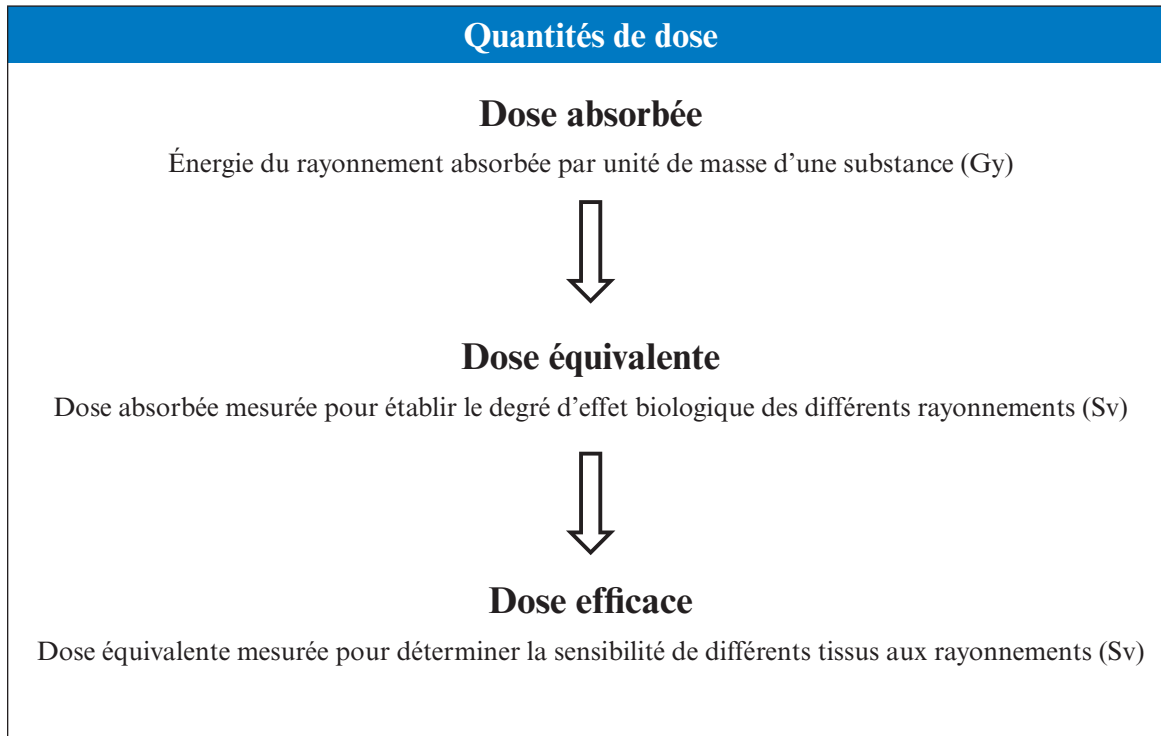 Quantités de dose
Dose absorbée
Énergie du rayonnement absorbée par unité de masse d’une substance (Gy)
Dose équivalente
Dose absorbée mesurée pour établir le degré d’effet biologique des différents rayonnements (Sv)
Dose efficace
Dose équivalente mesurée pour déterminer la sensibilité de différents tissus aux rayonnements (Sv)